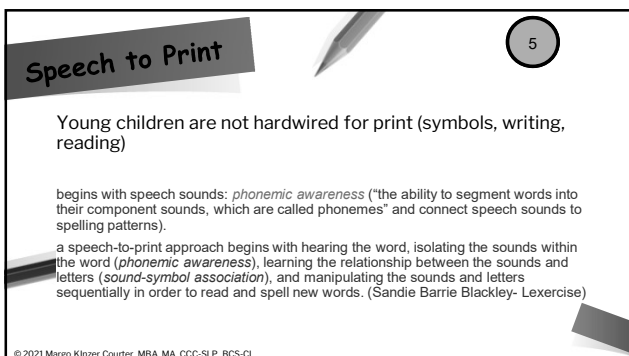 Speech to Print
5
Young children are not hardwired for print (symbols, writing,
reading)
begins with speech sounds: phonemic awareness (“the ability to segment words into
their component sounds, which are called phonemes” and connect speech sounds to
spelling patterns).
a speech-to-print approach begins with hearing the word, isolating the sounds within
the word (phonemic awareness), learning the relationship between the sounds and
letters (sound-symbol association), and manipulating the sounds and letters
sequentially in order to read and spell new words. (Sandie Barrie Blackley- Lexercise)
© 2021 Margo KInzer Courter, MBA, MA, CCC-SLP, BCS-CL